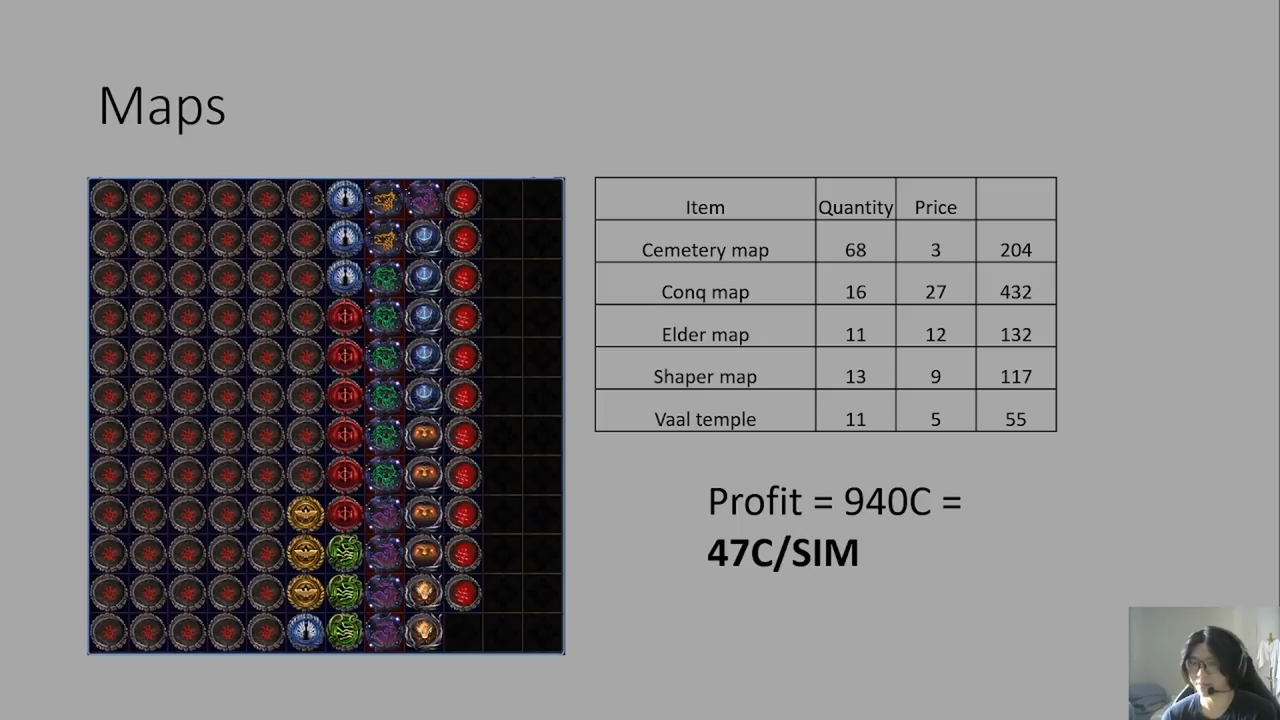 Maps
Item Quantity Price
Cemetery map 68 3 204
Conq map 16 27 432
Elder map 11 12 132
Shaper map 13 9 117
Vaal temple 11 5 55
Profit = 940C =
47C/SIM